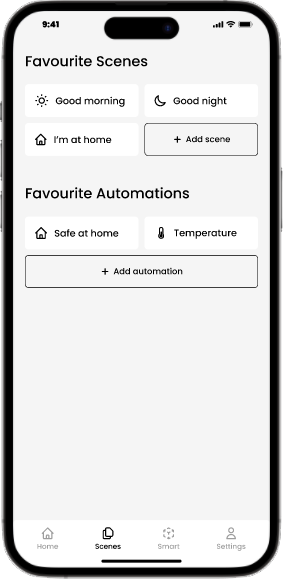 9:41
Favourite Scenes
Good morning
Good night
I'm at home
+ Add scene
Favourite Automations
Safe at home
Temperature
+ Add automation
Home
Scenes
Smart
Settings